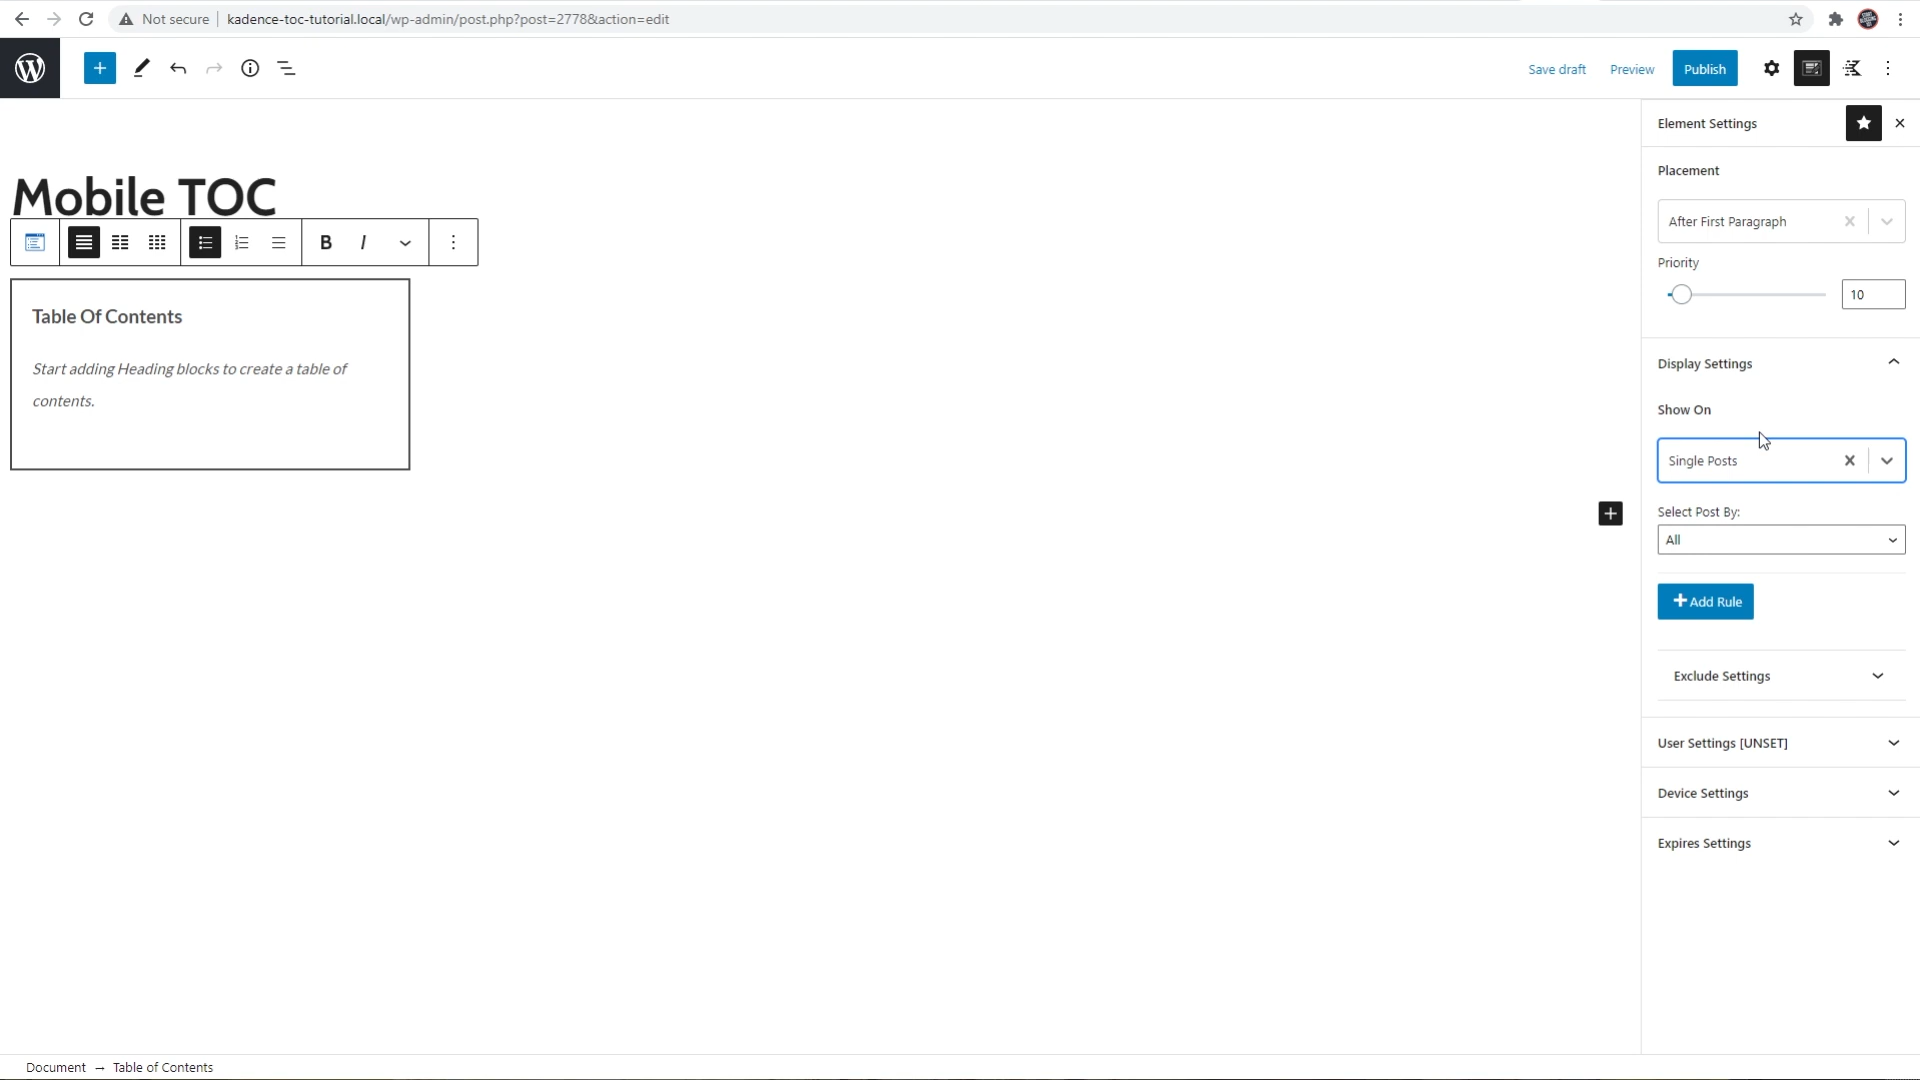 Not secure kadence-toc-tutorial.local/wp-admin/post.php?post=2778&action=edit
Save draft Preview Publish
Element Settings
Mobile TOC
B I
Table Of Contents
Start adding Heading blocks to create a table of
contents.
Placement
After First Paragraph
Priority
10
Display Settings
Show On
Single Posts
Select Post By:
All
Add Rule
Exclude Settings
User Settings [UNSET]
Device Settings
Expires Settings
Document → Table of Contents